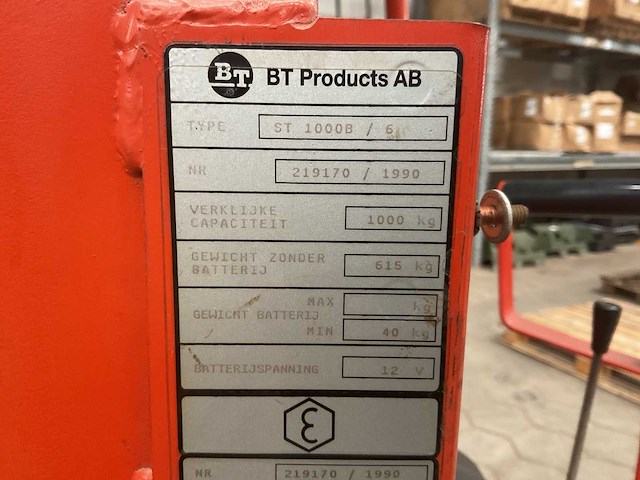 BT BT Products AB
TYPE ST 1000B / 6
NR 219170 / 1990
VERKLIJKE
CAPACITEIT 1000 kg
GEWICHT ZONDER
BATTERIJ 615 kg
MAX kg
GEWICHT BATTERIJ
MIN 40 kg
BATTERIJSPANNING 12 V
NR 219170 / 1990